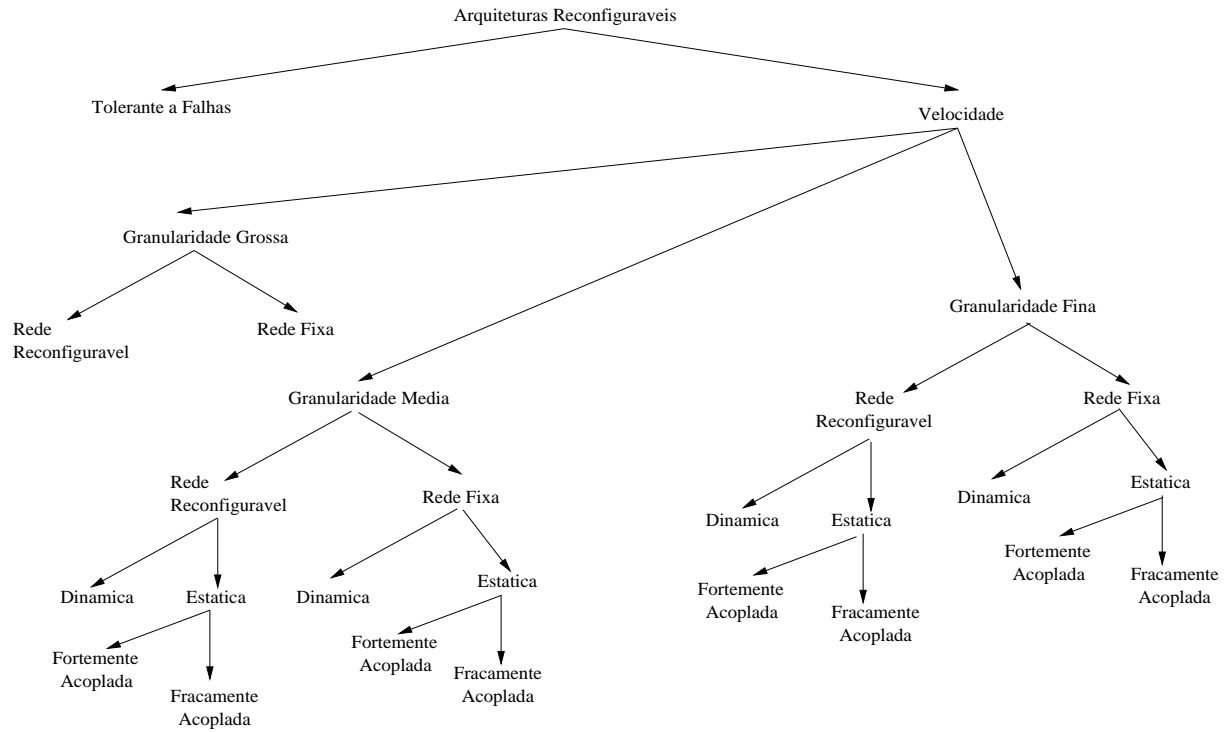 Arquiteturas Reconfiguraveis
Tolerante a Falhas
Velocidade
Granularidade Grossa
Rede
Reconfiguravel
Rede Fixa
Granularidade Media
Rede
Reconfiguravel
Dinamica
Estatica
Fortemente
Acoplada
Fracamente
Acoplada
Rede Fixa
Dinamica
Estatica
Fortemente
Acoplada
Fracamente
Acoplada
Granularidade Fina
Rede
Reconfiguravel
Dinamica
Estatica
Fortemente
Acoplada
Fracamente
Acoplada
Rede Fixa
Dinamica
Estatica
Fortemente
Acoplada
Fracamente
Acoplada